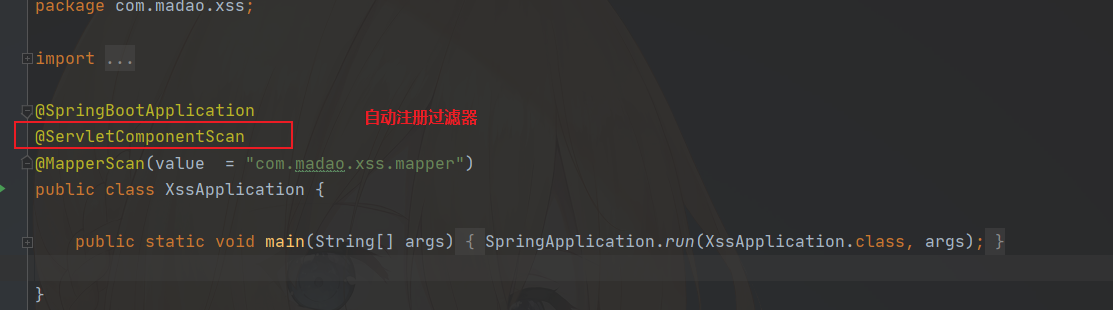 package com.madao.xss;
import ...
@SpringBootApplication
自动注册过滤器
@ServletComponentScan
@MapperScan(value  = "com.madao.xss.mapper")
public class XssApplication {
public static void main(String[] args) { SpringApplication.run(XssApplication.class, args); }
}